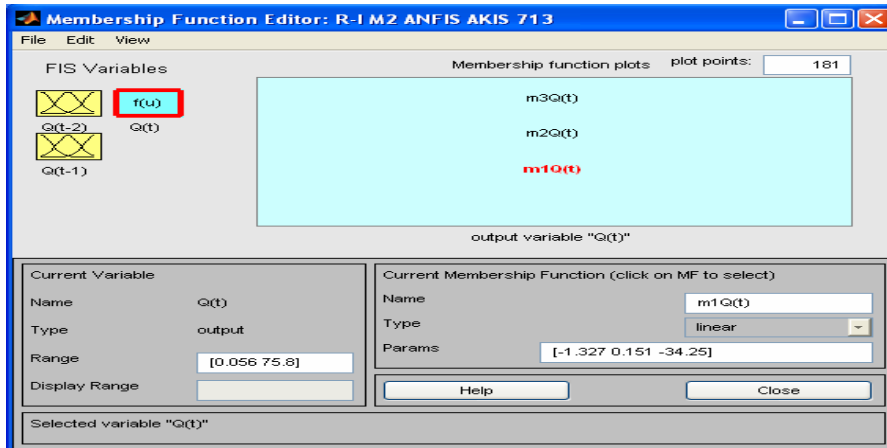 Membership Function Editor: R-I M2 ANFIS AKIS 713
File Edit View
FIS Variables
f(u)
Q(t-2)
Q(t)
Q(t-1)
Membership function plots plot points: 181
m3Q(t)
m2Q(t)
m1Q(t)
output variable "Q(t)"
Current Variable
Name Q(t)
Type output
Range [0.056 75.8]
Display Range
Current Membership Function (click on MF to select)
Name m1Q(t)
Type linear
Params [-1.327 0.151 -34.25]
Help Close
Selected variable "Q(t)"